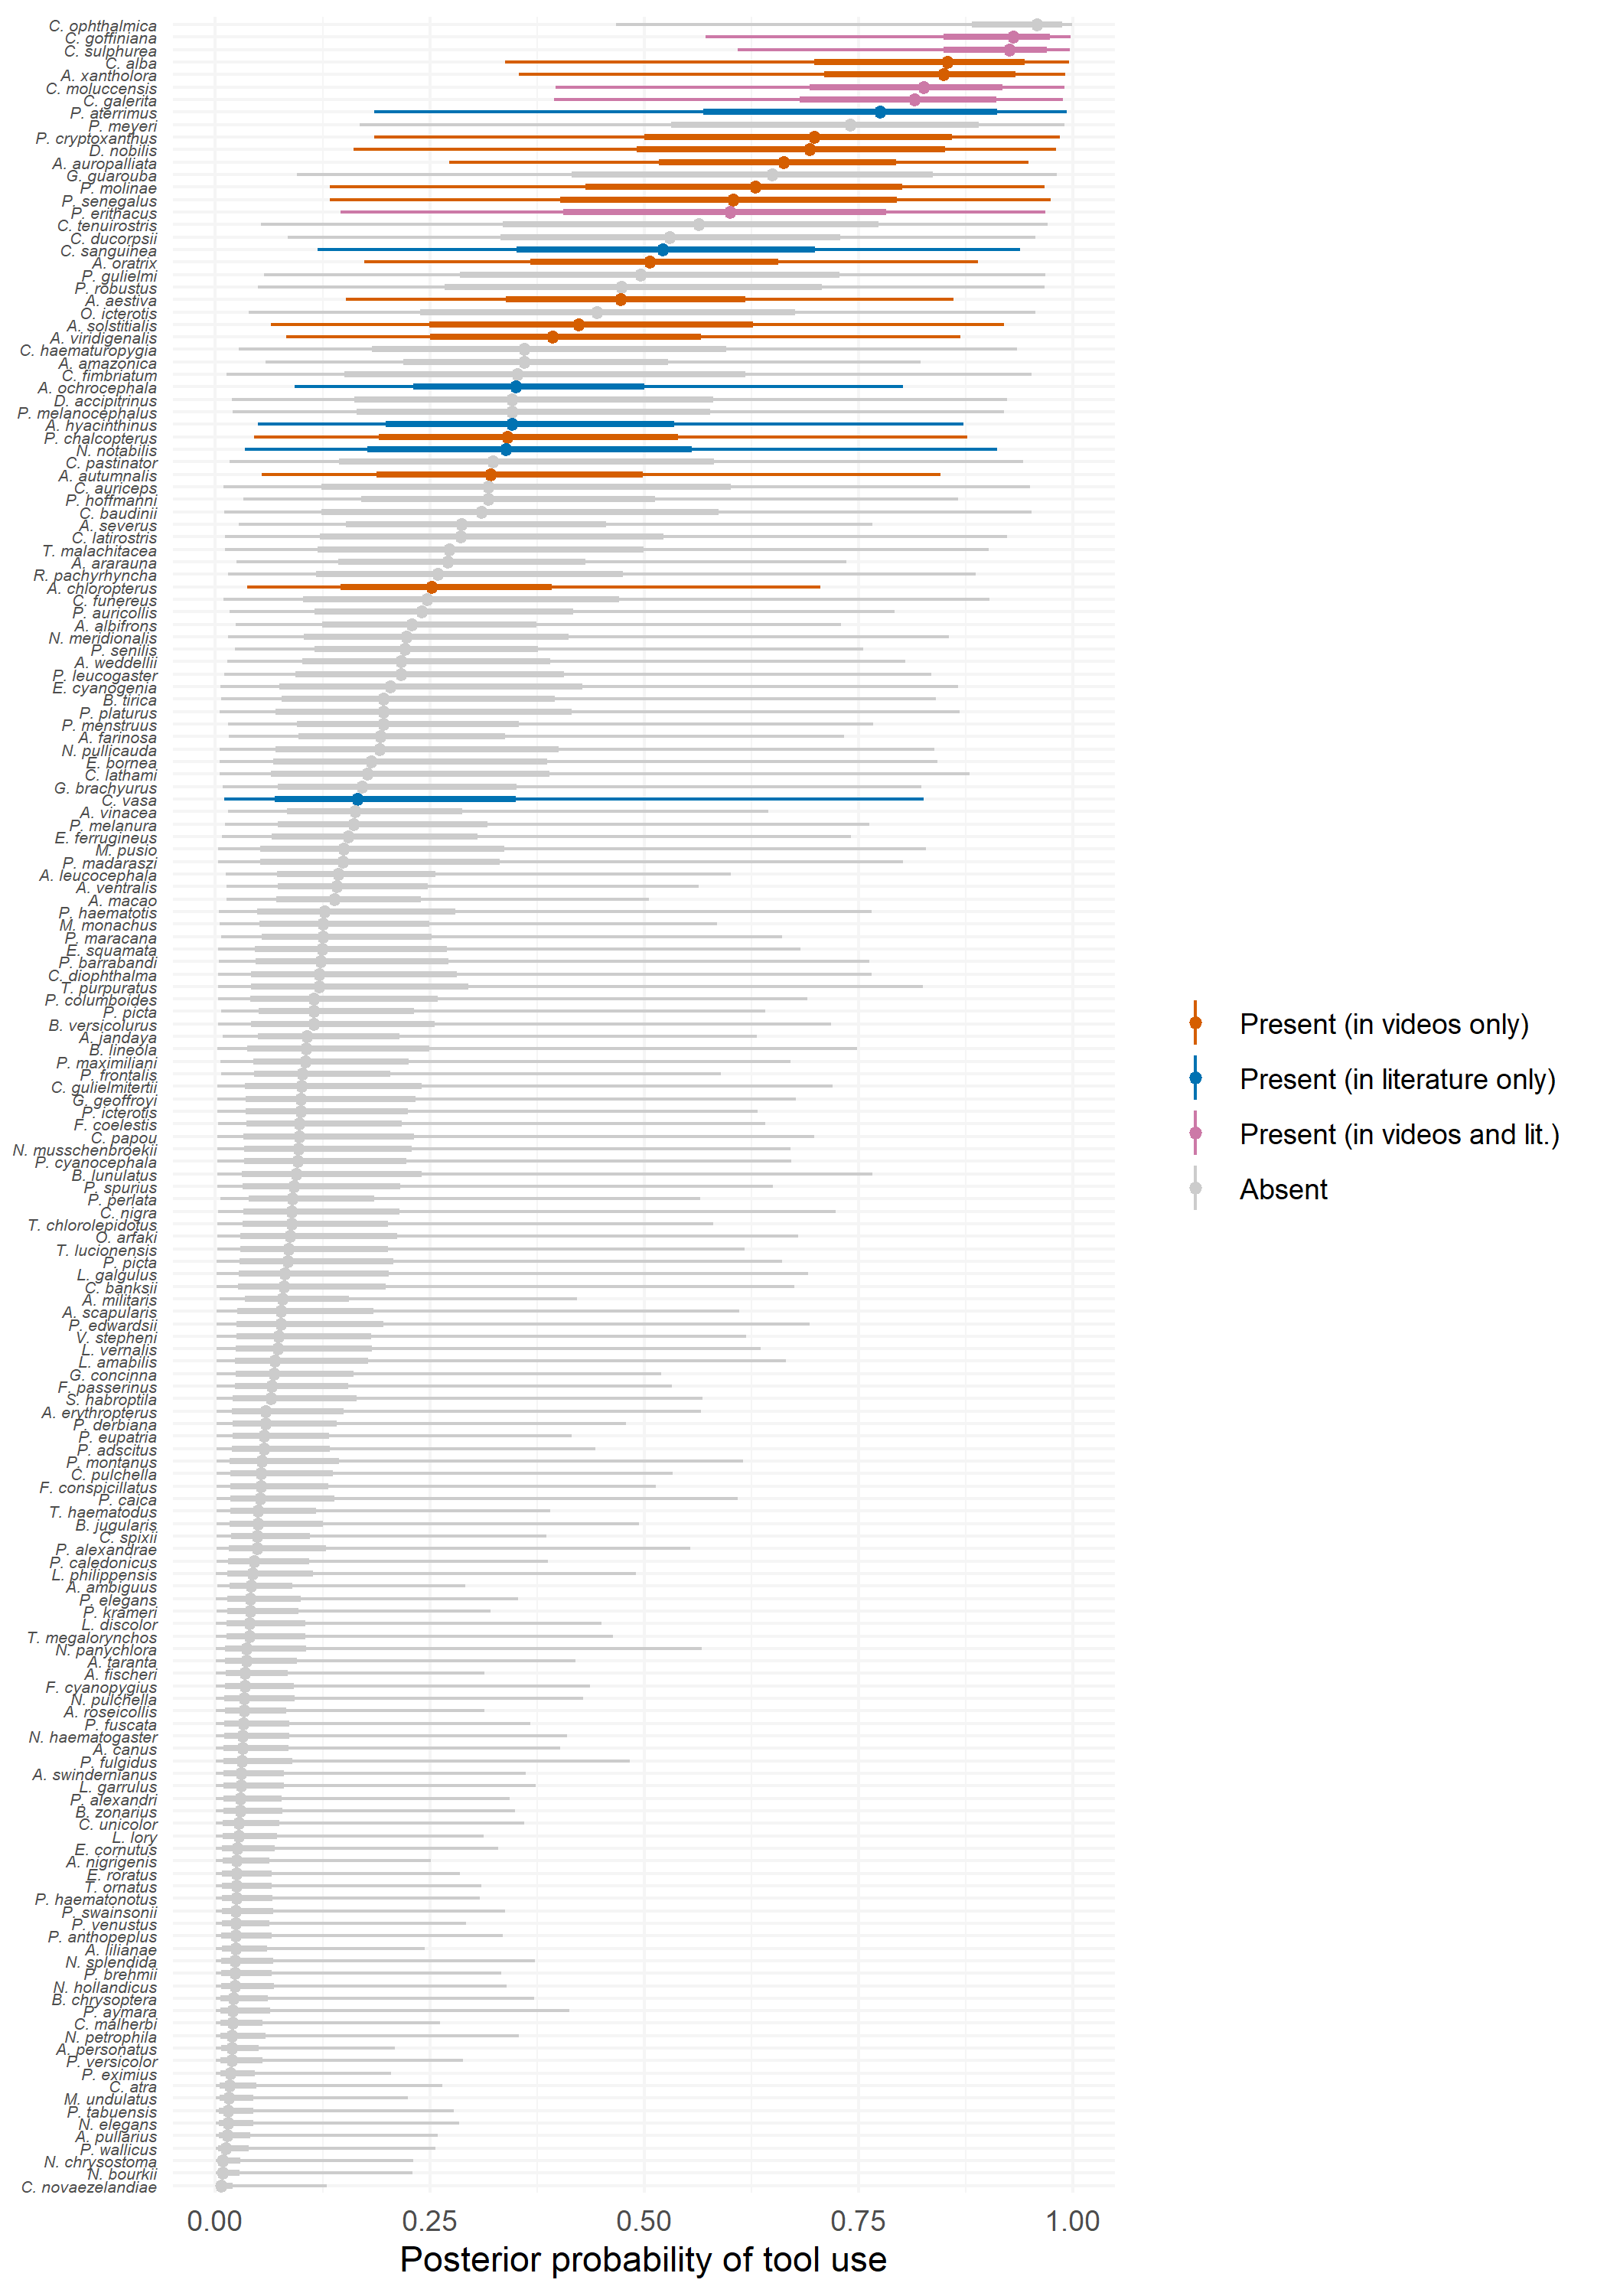 C. ophthalmica
C. goffiniana
C. sulphurea
C. alba
A. xantholora
C. moluccensis
C. galerita
P. aterrimus
P. meyeri
P. cryptoxanthus
D. nobilis
A. auropalliata
G. guarouba
P. molinae
P. senegalus
P. erithacus
C. tenuirostris
C. ducorpsii
C. sanguinea
A. oratrix
P. gulielmi
P. robustus
A. aestiva
O. icterotis
A. solstitialis
A. viridigenalis
C. haematuropygia
A. amazonica
C. fimbriatum
A. ochrocephala
D. accipitrinus
P. melanocephalus
A. hyacinthinus
P. chalcopterus
N. notabilis
C. pastinator
A. autumnalis
C. auriceps
P. hoffmanni
C. baudinii
A. severus
C. latirostris
T. malachitacea
A. ararauna
R. pachyrhyncha
A. chloropterus
C. funereus
P. auricollis
A. albifrons
N. meridionalis
P. senilis
A. weddellii
P. leucogaster
E. cyanogenia
B. tirica
P. platurus
P. menstruus
A. farinosa
N. pullicauda
E. bornea
C. lathami
G. brachyurus
C. vasa
A. vinacea
P. melanura
E. ferrugineus
M. pusio
P. madaraszi
A. leucocephala
A. ventralis
A. macao
P. haematotis
M. monachus
P. maracana
E. squamata
P. barrabandi
C. diophthalma
T. purpuratus
P. columboides
P. picta
B. versicolurus
A. jandaya
B. lineola
P. maximiliani
P. frontalis
C. gulielmitertii
G. geoffroyi
P. icterotis
F. coelestis
C. papou
N. musschenbroekii
P. cyanocephala
B. lunulatus
P. spurius
P. perlata
C. nigra
T. chlorolepidotus
O. arfaki
T. lucionensis
P. picta
L. galgulus
C. banksii
A. militaris
A. scapularis
P. edwardsii
V. stepheni
L. vernalis
L. amabilis
G. concinna
F. passerinus
S. habroptila
A. erythropterus
P. derbiana
P. eupatria
P. adscitus
P. montanus
C. pulchella
F. conspicillatus
P. caica
T. haematodus
B. jugularis
C. spixii
P. alexandrae
P. caledonicus
L. philippensis
A. ambiguus
P. elegans
P. krameri
L. discolor
T. megalorynchos
N. panychlora
A. taranta
A. fischeri
F. cyanopygius
N. pulchella
A. roseicollis
P. fuscata
N. haematogaster
A. canus
P. fulgidus
A. swindernianus
L. garrulus
P. alexandri
B. zonarius
C. unicolor
L. lory
E. cornutus
A. nigrigenis
E. roratus
T. ornatus
P. haematonotus
P. swainsonii
P. venustus
P. anthopeplus
A. lilianae
N. splendida
P. brehmii
N. hollandicus
B. chrysoptera
P. aymara
C. malherbi
N. petrophila
A. personatus
P. versicolor
P. eximius
C. atra
M. undulatus
P. tabuensis
N. elegans
A. pullarius
P. wallicus
N. chrysostoma
N. bourkii
C. novaezelandiae
0.00 0.25 0.50 0.75 1.00
Posterior probability of tool use
Present (in videos only)
Present (in literature only)
Present (in videos and lit.)
Absent